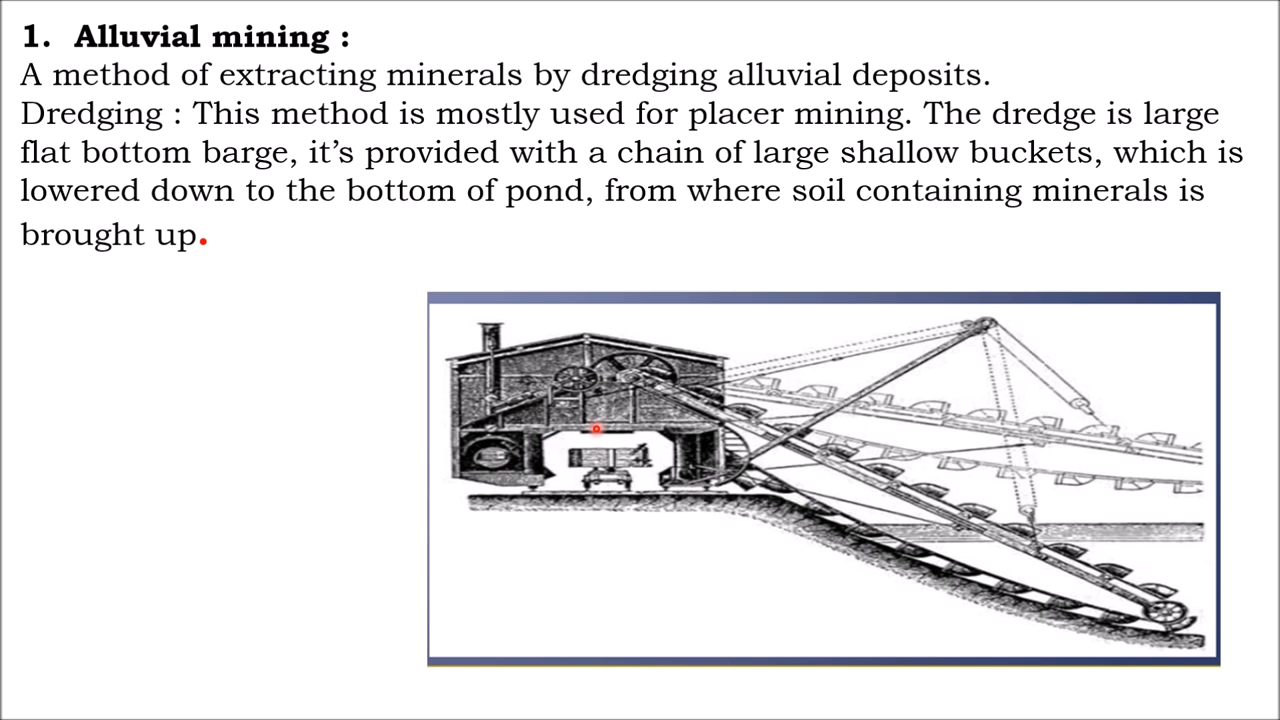 1. Alluvial mining :
A method of extracting minerals by dredging alluvial deposits.
Dredging : This method is mostly used for placer mining. The dredge is large
flat bottom barge, it’s provided with a chain of large shallow buckets, which is
lowered down to the bottom of pond, from where soil containing minerals is
brought up.